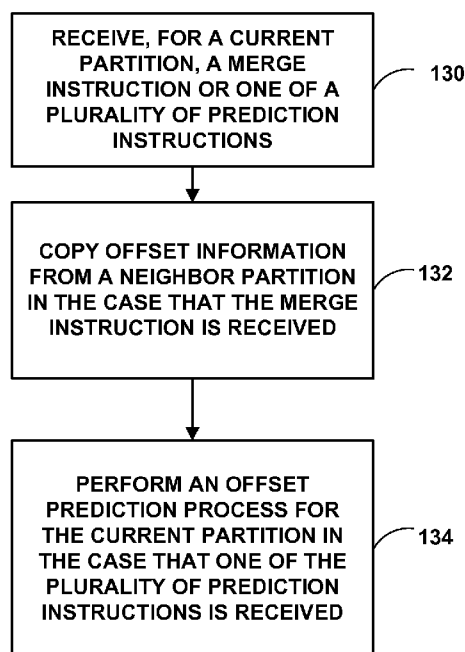 RECEIVE, FOR A CURRENT
PARTITION, A MERGE
INSTRUCTION OR ONE OF A
PLURALITY OF PREDICTION
INSTRUCTIONS
130
COPY OFFSET INFORMATION
FROM A NEIGHBOR PARTITION
IN THE CASE THAT THE MERGE
INSTRUCTION IS RECEIVED
132
PERFORM AN OFFSET
PREDICTION PROCESS FOR
THE CURRENT PARTITION IN
THE CASE THAT ONE OF THE
PLURALITY OF PREDICTION
INSTRUCTIONS IS RECEIVED
134